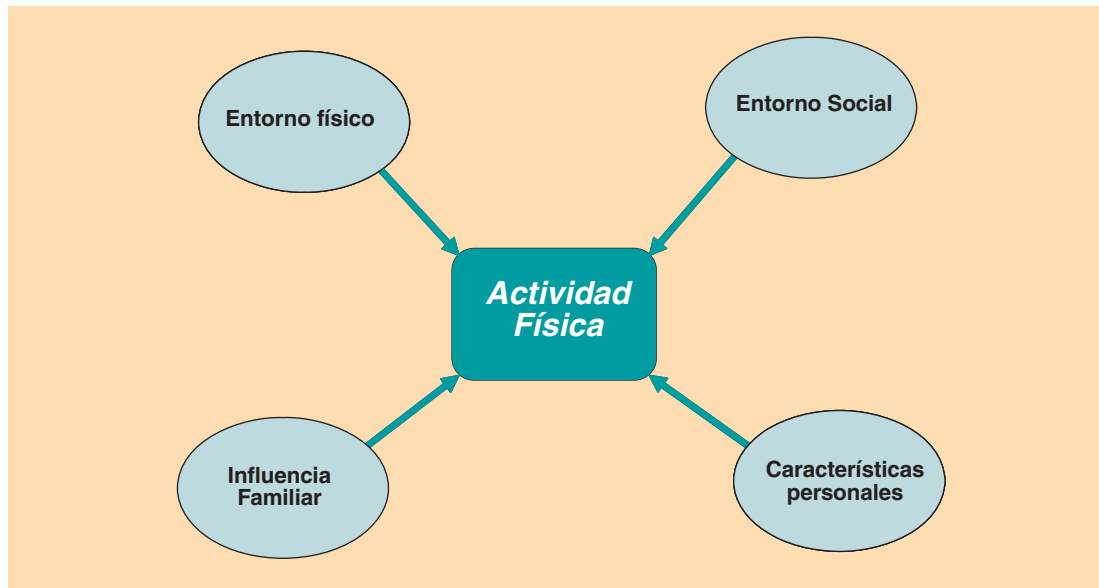 Entorno físico
Entorno Social
Actividad
Física
Influencia
Familiar
Características
personales